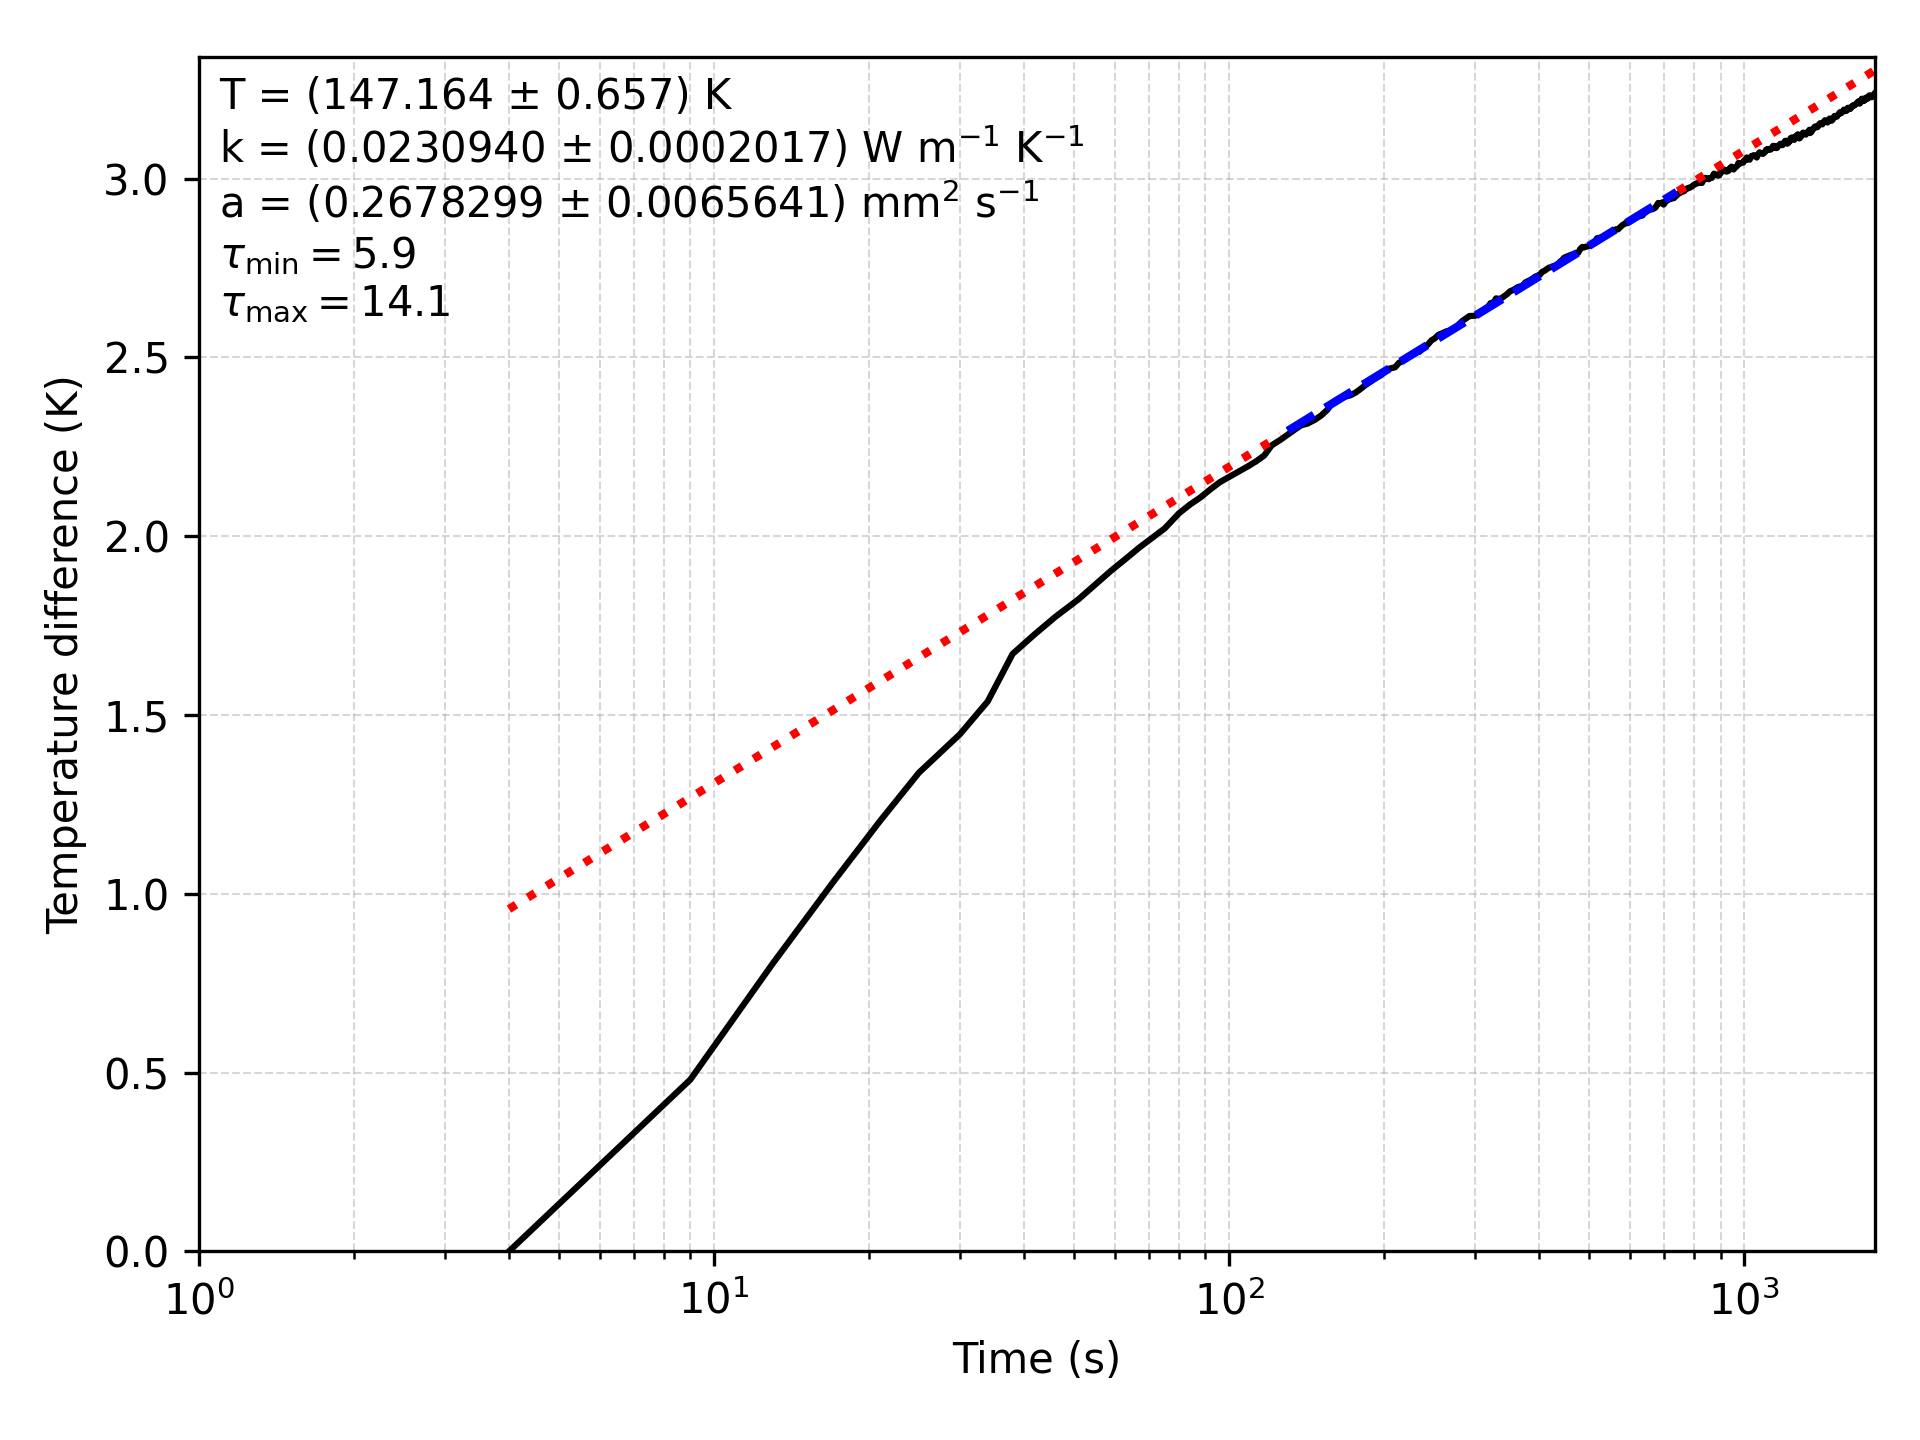 T = (147.164 ± 0.657) K
k = (0.0230940 ± 0.0002017) W m⁻¹ K⁻¹
a = (0.2678299 ± 0.0065641) mm² s⁻¹
τmin = 5.9
τmax = 14.1
Temperature difference (K)
3.0
2.5
2.0
1.5
1.0
0.5
0.0
10⁰ 10¹ 10² 10³
Time (s)